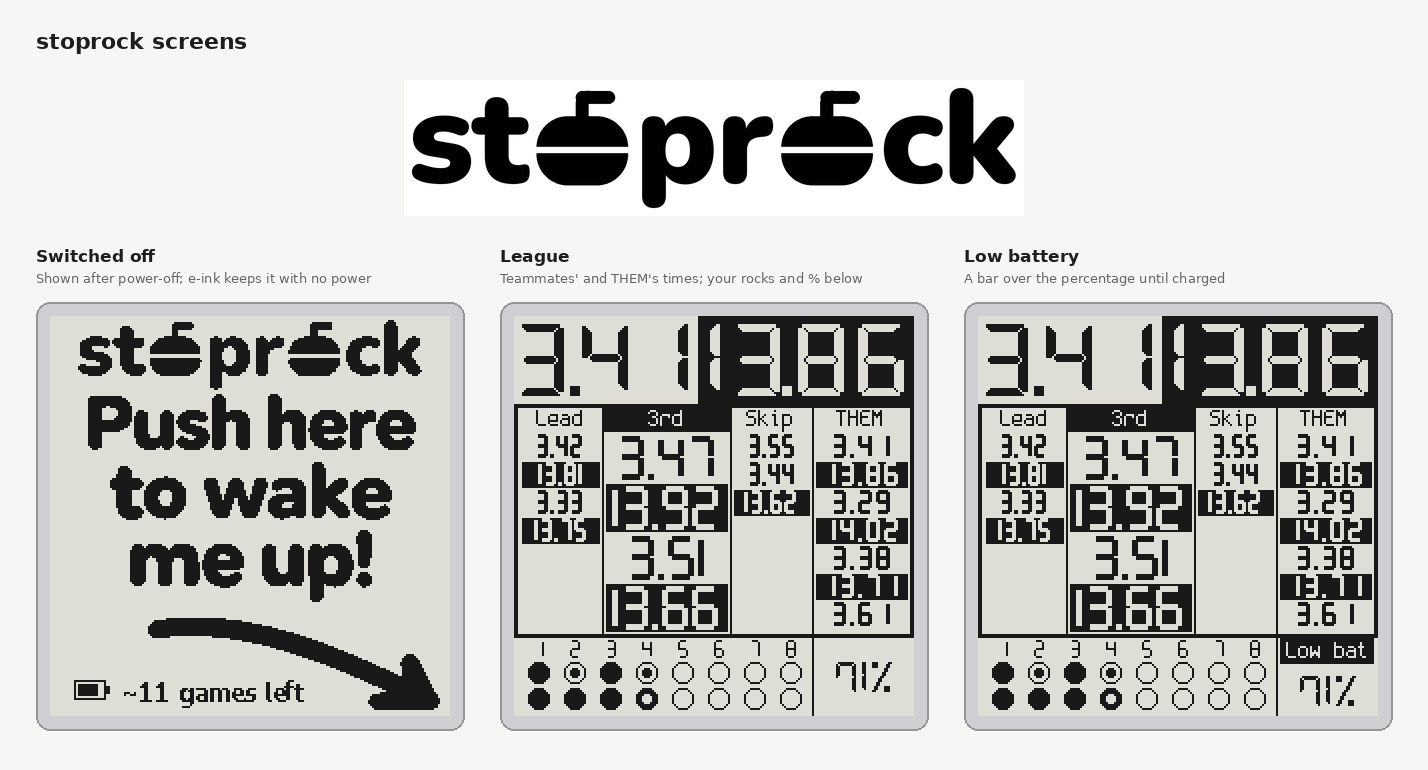 stoprock screens
stoprock
Switched off
Shown after power-off; e-ink keeps it with no power
stoprock
Push here
to wake
me up!
~11 games left
League
Teammates' and THEM's times; your rocks and % below
3.41 13.86
Lead 3rd Skip THEM
3.42 3.47 3.55 3.41
13.81 13.92 3.44 13.86
3.33 3.51 13.62 3.29
13.75 13.66 14.02
3.38
13.71
3.61
1 2 3 4 5 6 7 8
71%
Low battery
A bar over the percentage until charged
3.41 13.86
Lead 3rd Skip THEM
3.42 3.47 3.55 3.41
13.81 13.92 3.44 13.86
3.33 3.51 13.62 3.29
13.75 13.66 14.02
3.38
13.71
3.61
1 2 3 4 5 6 7 8
Low bat
71%